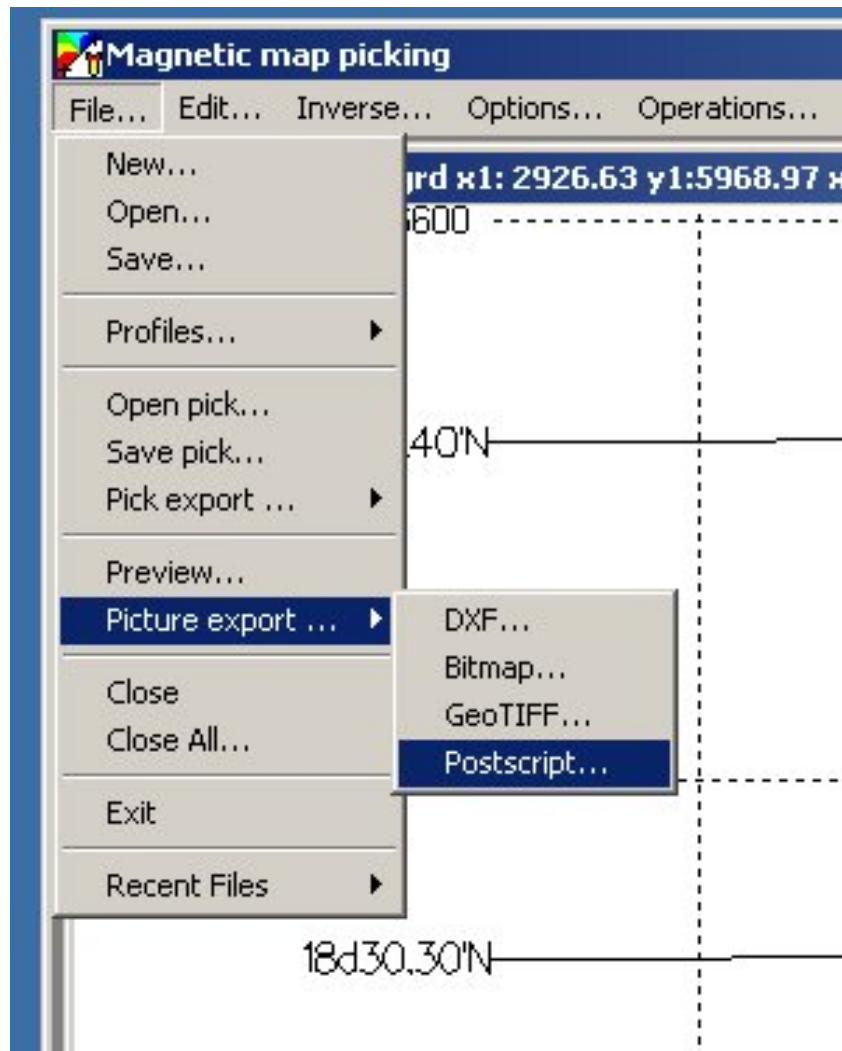 Magnetic map picking
File... Edit... Inverse... Options... Operations...
New...
grd x1: 2926.63 y1:5968.97 x
Open...
600
Save...
Profiles...
Open pick...
.40'N
Save pick...
Pick export ...
Preview...
Picture export ...
DXF...
Bitmap...
GeoTIFF...
Postscript...
Close
Close All...
Exit
Recent Files
18d30.30'N